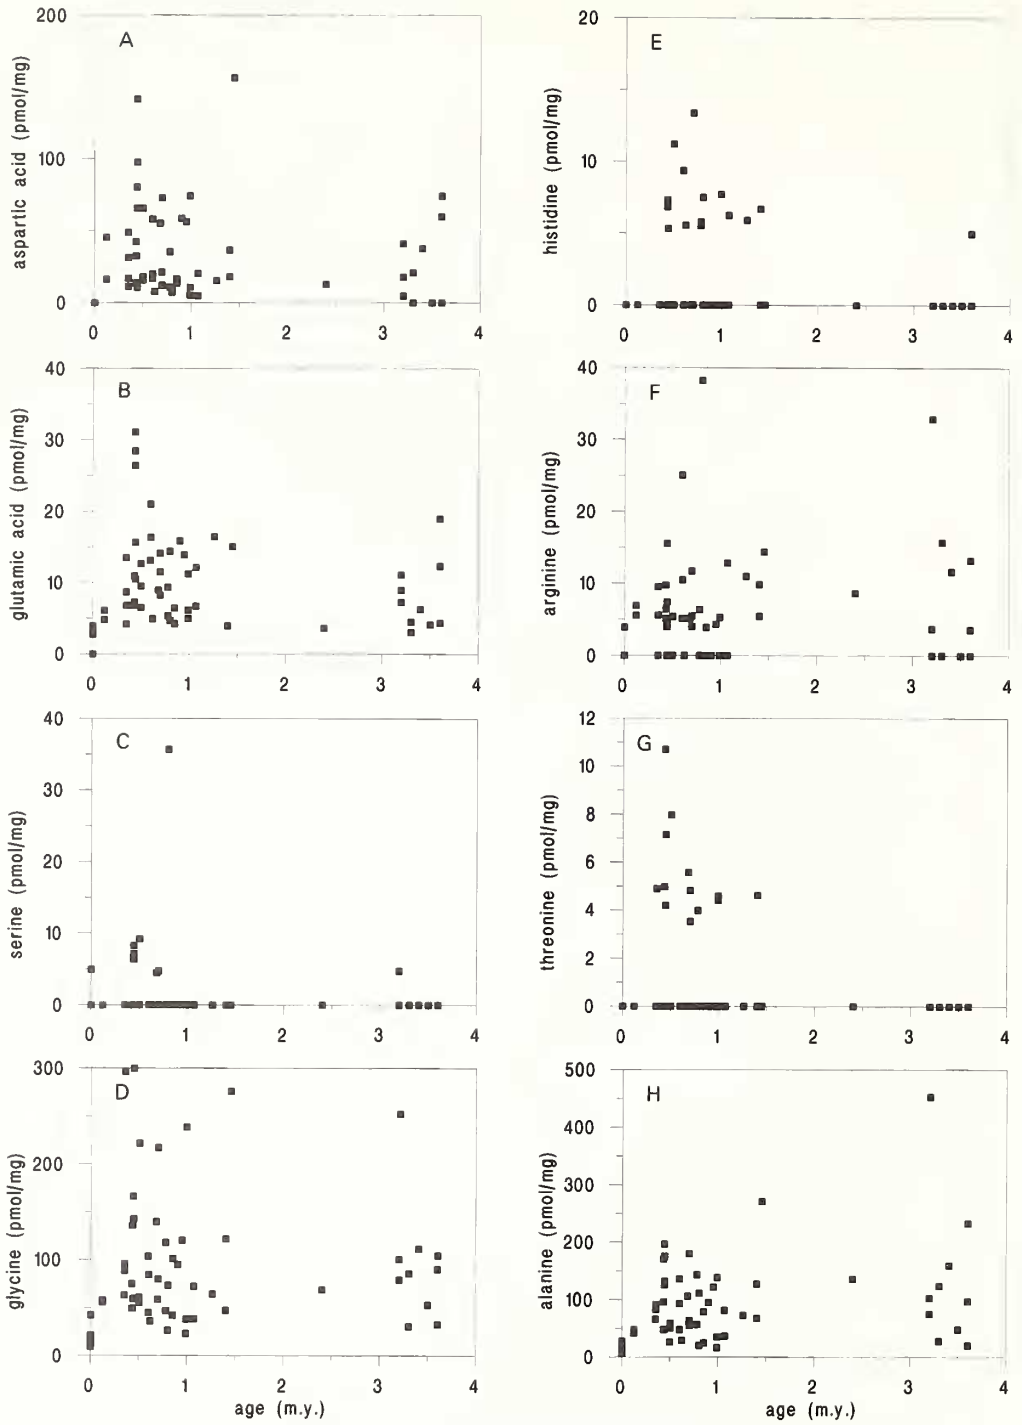 A
aspartic acid (pmol/mg)
200
100
0
0 1 2 3 4
E
histidine (pmol/mg)
20
10
0
0 1 2 3 4
B
glutamic acid (pmol/mg)
40
30
20
10
0
0 1 2 3 4
F
arginine (pmol/mg)
40
30
20
10
0
0 1 2 3 4
C
serine (pmol/mg)
40
30
20
10
0
0 1 2 3 4
G
threonine (pmol/mg)
12
10
8
6
4
2
0
0 1 2 3 4
D
glycine (pmol/mg)
300
200
100
0
0 1 2 3 4
age (m.y.)
H
alanine (pmol/mg)
500
400
300
200
100
0
0 1 2 3 4
age (m.y.)